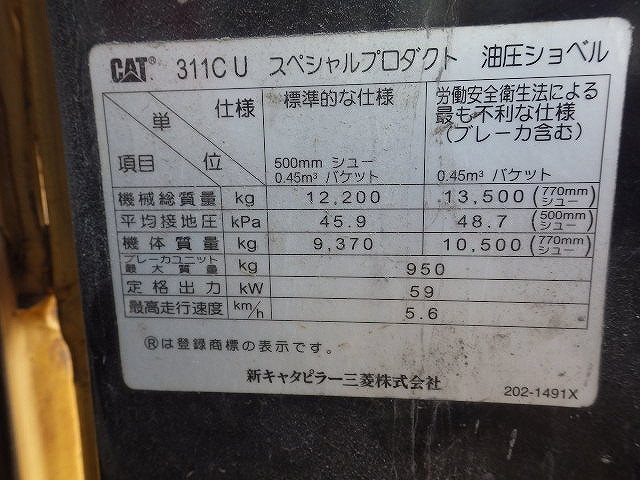 CAT® 311C U スペシャルプロダクト 油圧ショベル
単位 仕様 項目
標準的な仕様
500mm シュー
0.45m³ バケット
労働安全衛生法による
最も不利な仕様
(ブレーカ含む)
0.45m³ バケット
機械総質量 kg 12,200 13,500 (770mm シュー)
平均接地圧 kPa 45.9 48.7 (500mm シュー)
機体質量 kg 9,370 10,500 (770mm シュー)
ブレーカユニット最大質量 kg 950
定格出力 kW 59
最高走行速度 km/h 5.6
®は登録商標の表示です。
新キャタピラー三菱株式会社
202-1491X